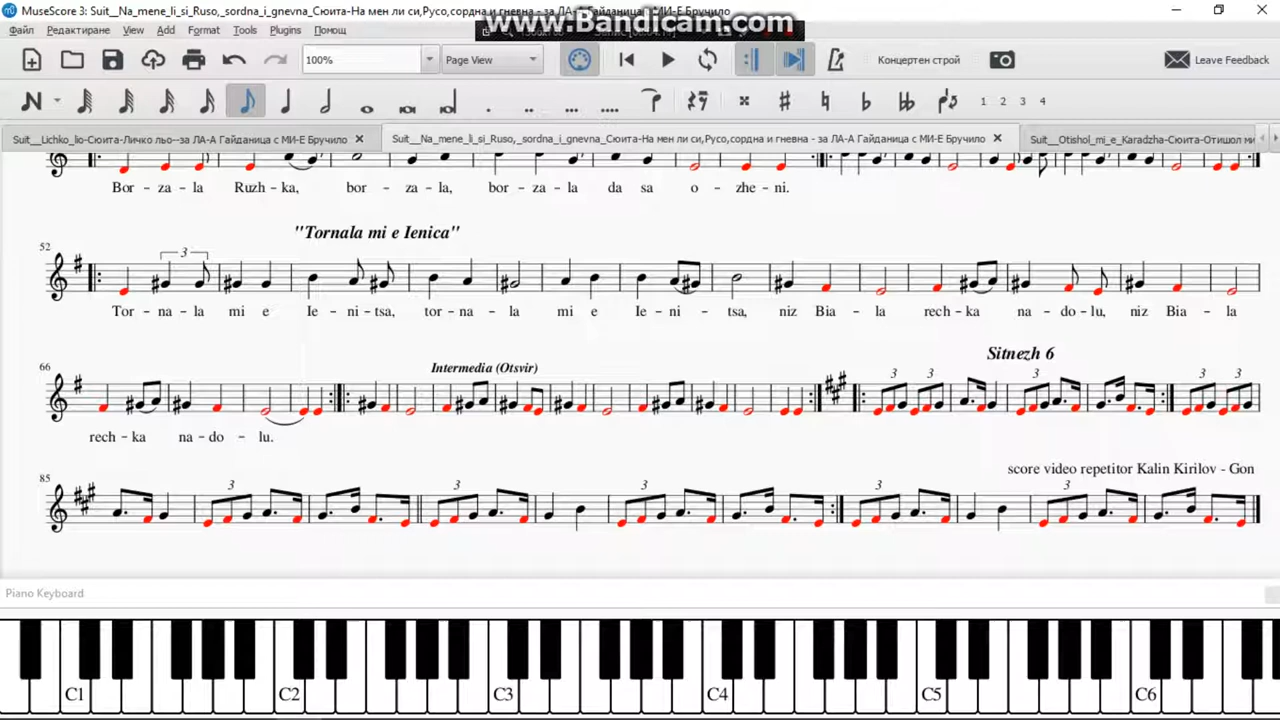 MuseScore 3: Suit__Na_mene_li_si_Ruso,_sordna_i_gnevna_Сюита-На мен ли си,Русо,сордна и гневна - за ЛА-А Гайданица - МИ-Е Бручило
www.Bandicam.com
Файл Редактиране View Add Format Tools Plugins Помощ
100% Page View Концертен строй Leave Feedback
1 2 3 4
Suit__Lichko_lio-Сюита-Личко льо--за ЛА-А Гайданица с МИ-Е Бручило
Suit__Na_mene_li_si_Ruso,_sordna_i_gnevna_Сюита-На мен ли си,Русо,сордна и гневна - за ЛА-А Гайданица с МИ-Е Бручило
Suit__Otishol_mi_e_Karadzha-Сюита-Отишол ми
Bor - za - la Ruzh - ka, bor - za - la, bor - za - la da sa o - zhe - ni.
"Tornala mi e Ienica"
52
3
Tor - na - la mi e Ie - ni - tsa, tor - na - la mi e Ie - ni - tsa, niz Bia - la rech - ka na - do - lu, niz Bia - la
Sitnezh 6
66
Intermedia (Otsvir)
3 3 3 3 3
rech - ka na - do - lu.
score video repetitor Kalin Kirilov - Gon
85
3 3 3 3 3
Piano Keyboard
C1 C2 C3 C4 C5 C6